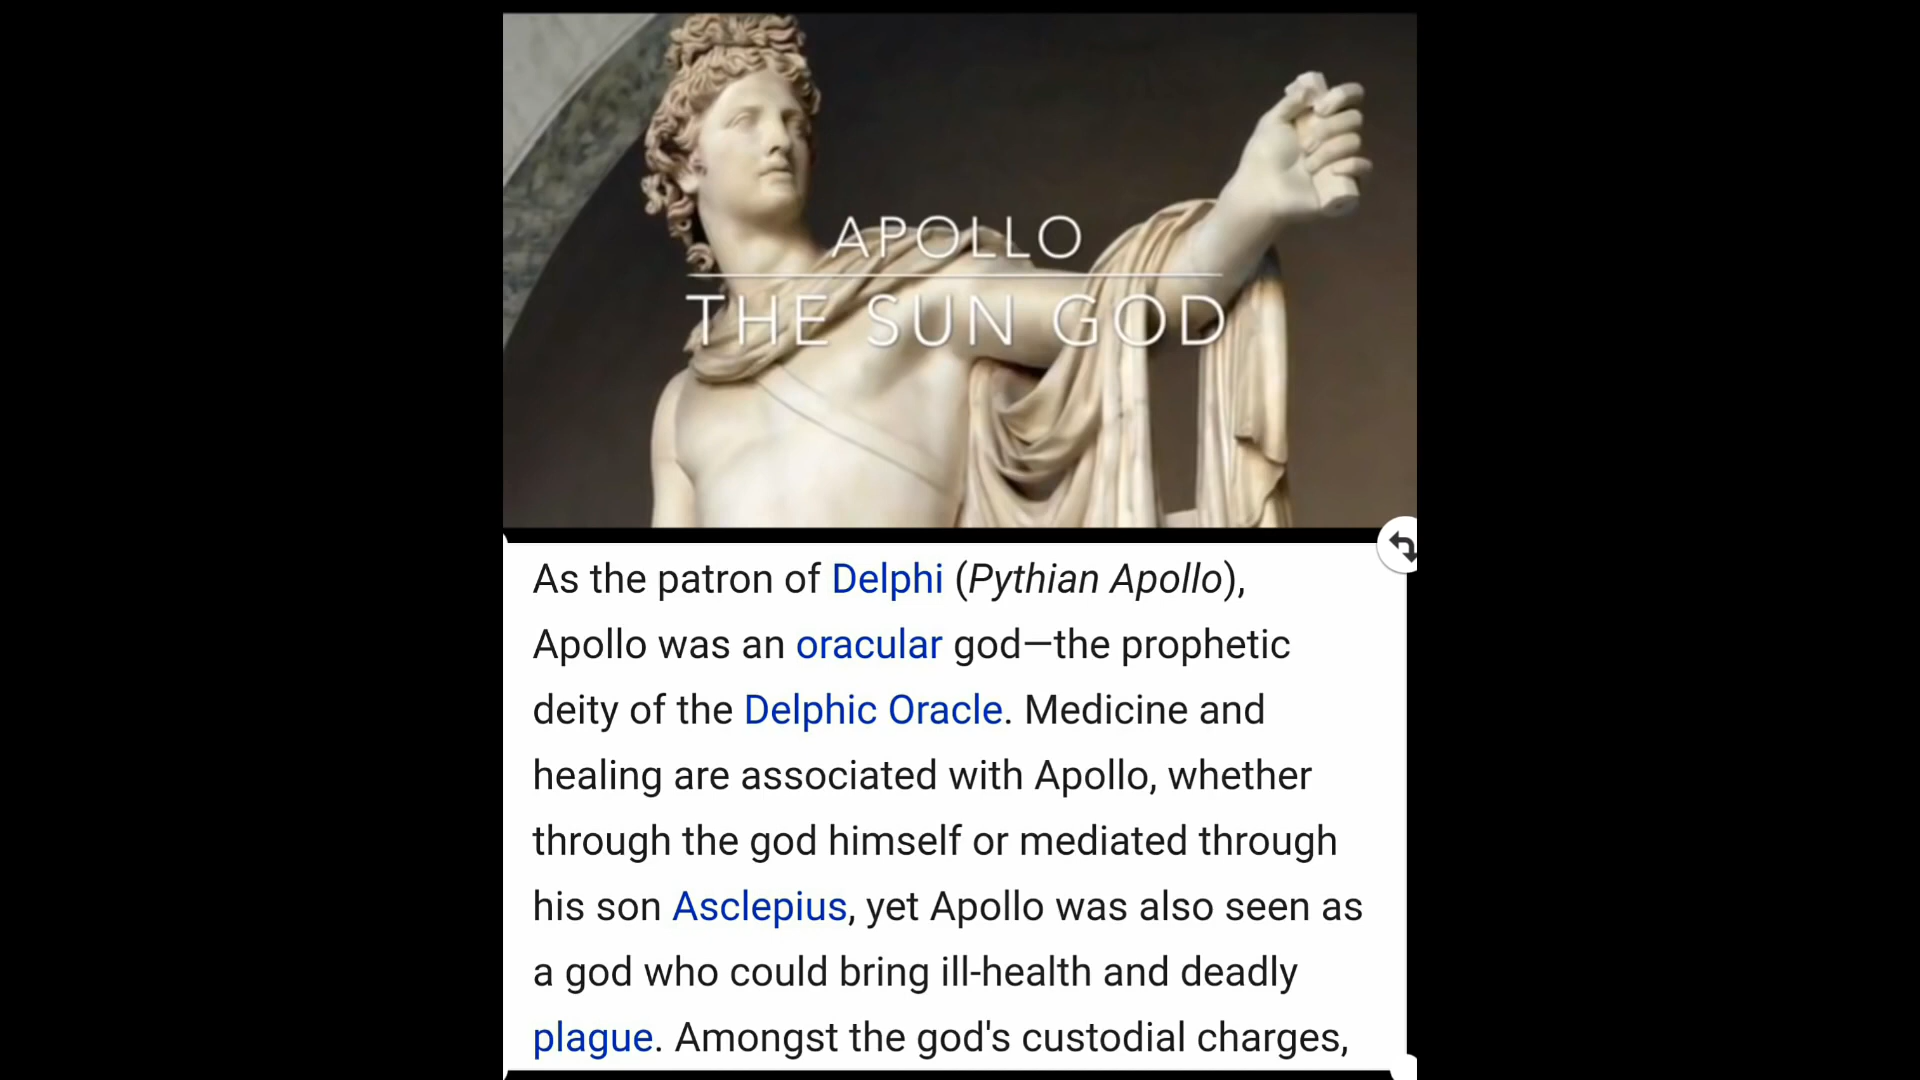 APOLLO
THE SUN GOD
As the patron of Delphi (Pythian Apollo),
Apollo was an oracular god—the prophetic
deity of the Delphic Oracle. Medicine and
healing are associated with Apollo, whether
through the god himself or mediated through
his son Asclepius, yet Apollo was also seen as
a god who could bring ill-health and deadly
plague. Amongst the god's custodial charges,